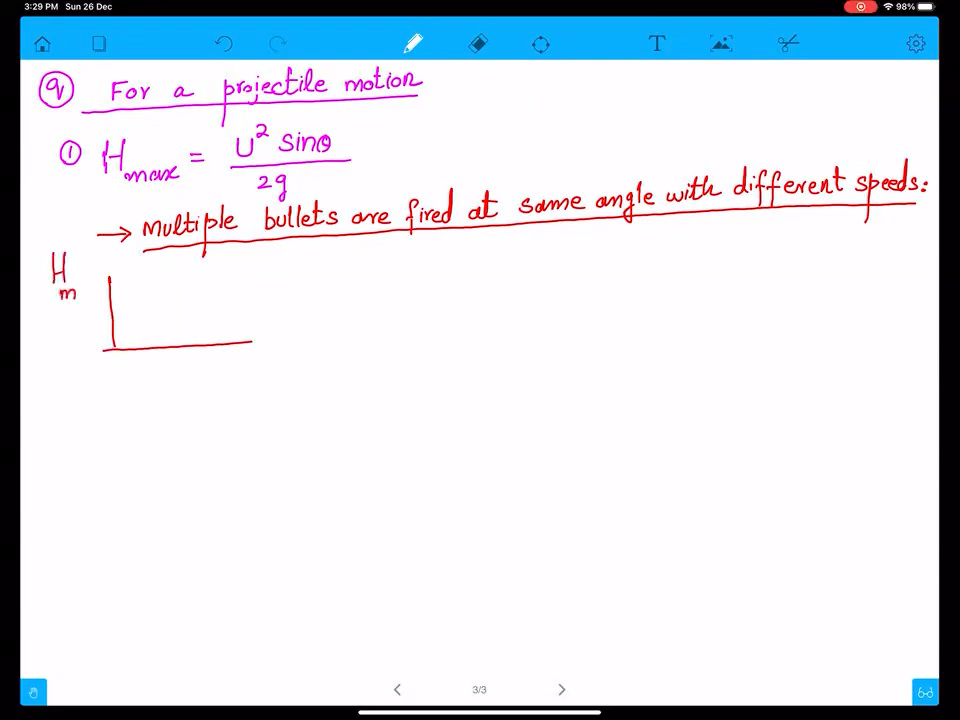 3:29 PM Sun 26 Dec 98%
T
9 For a projectile motion
① Hmax = U² sinθ / 2g
→ Multiple bullets are fired at same angle with different speeds:
Hm
3/3